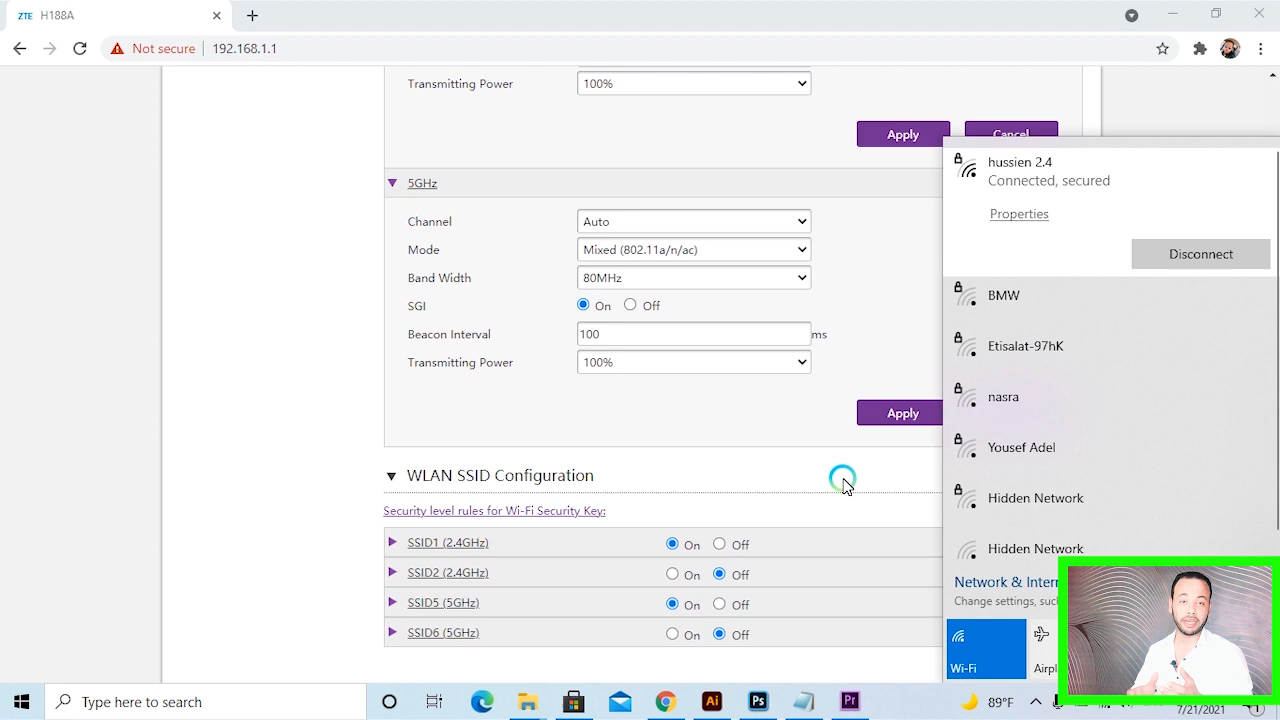 ZTE H188A
Not secure 192.168.1.1
Transmitting Power 100%
Apply Cancel
5GHz
Channel Auto
Mode Mixed (802.11a/n/ac)
Band Width 80MHz
SGI On Off
Beacon Interval 100 ms
Transmitting Power 100%
Apply
WLAN SSID Configuration
Security level rules for Wi-Fi Security Key:
SSID1 (2.4GHz) On Off
SSID2 (2.4GHz) On Off
SSID5 (5GHz) On Off
SSID6 (5GHz) On Off
hussien 2.4
Connected, secured
Properties
Disconnect
BMW
Etisalat-97hK
nasra
Yousef Adel
Hidden Network
Hidden Network
Network & Inter
Change settings, suc
Wi-Fi
Airpl
Type here to search
Ai
Ps
Pr
89°F
7/21/2021